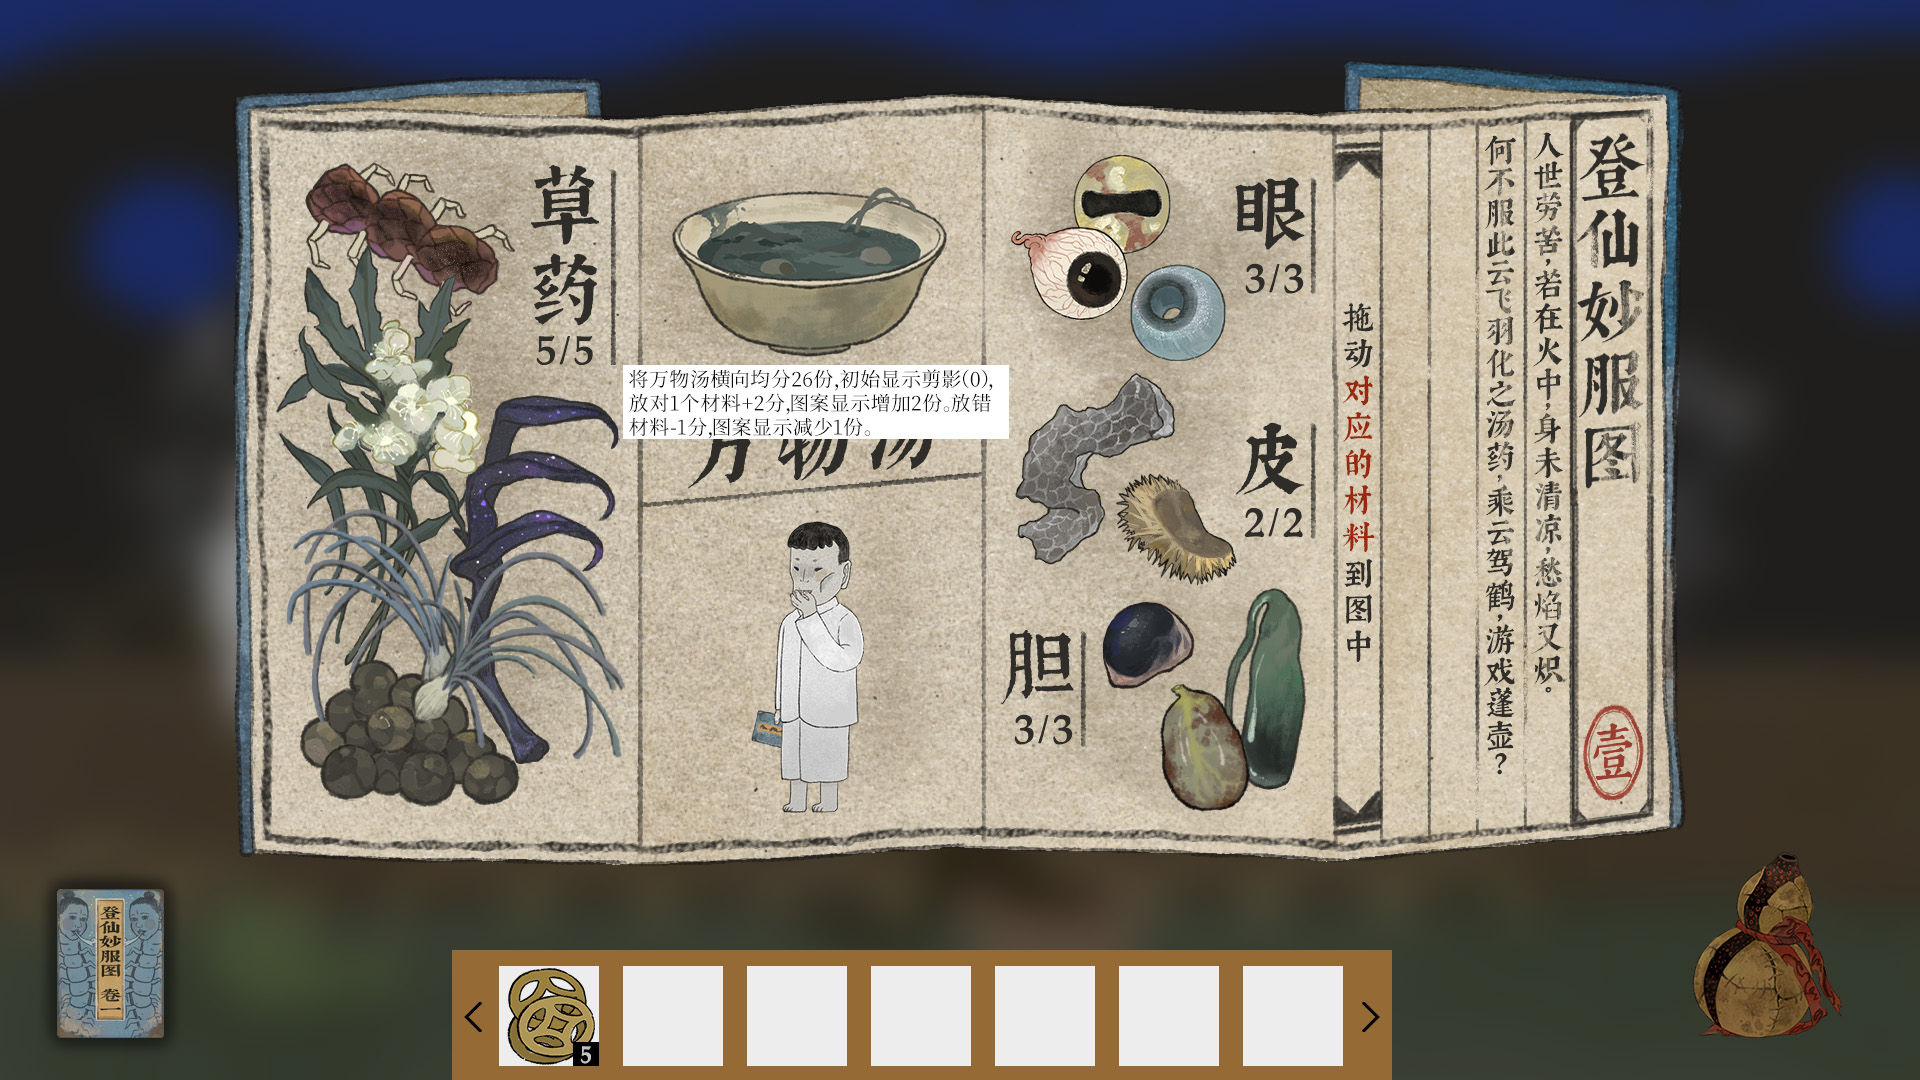 登仙妙服图
壹
人世劳苦，若在火中，身未清凉，愁焰又炽。
何不服此云飞羽化之汤药，乘云驾鹤，游戏蓬壶？
拖动对应的材料到图中
眼
3/3
皮
2/2
胆
3/3
将万物汤横向均分26份,初始显示剪影(0),
放对1个材料+2分,图案显示增加2份。放错
材料-1分,图案显示减少1份。
万物汤
草药
5/5
登仙妙服图 卷一
5